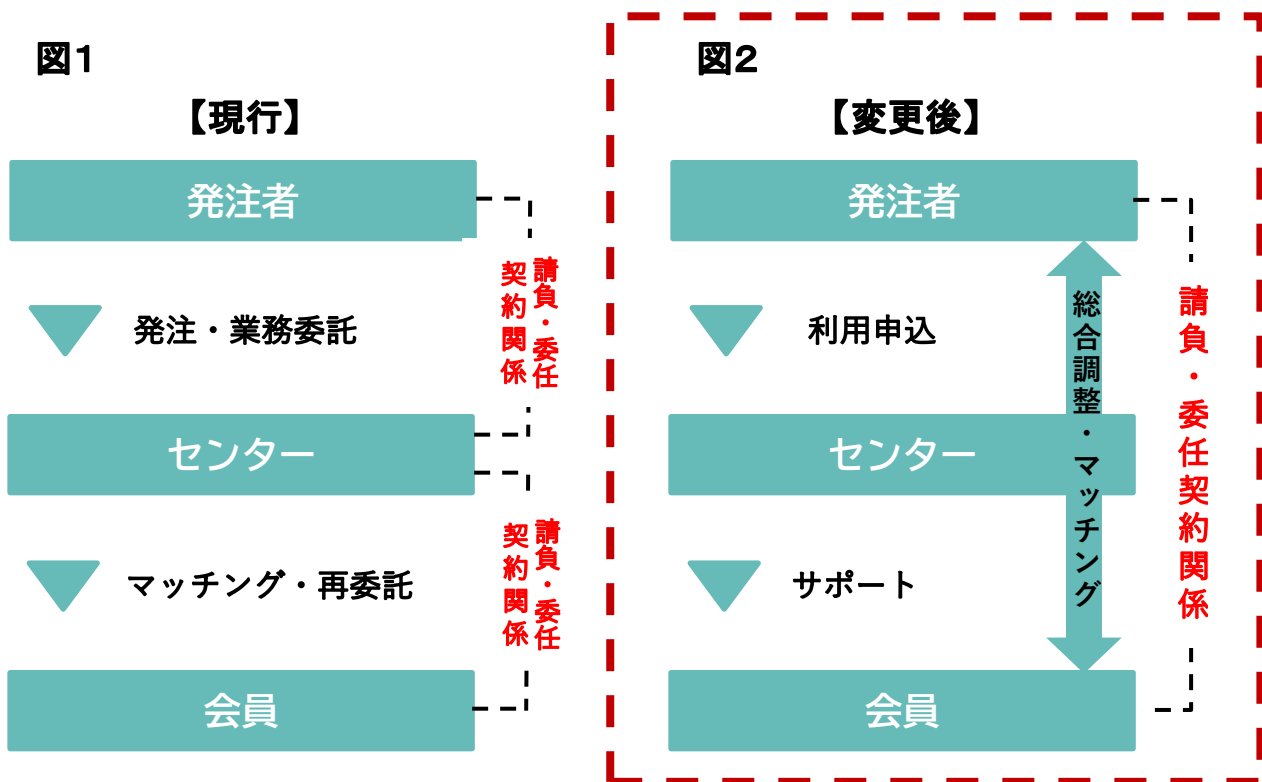 図1
【現行】
発注者
発注・業務委託
請負・委任
契約関係
センター
マッチング・再委託
請負・委任
契約関係
会員
図2
【変更後】
発注者
利用申込
総合調整・マッチング
請負・委任契約関係
センター
サポート
会員